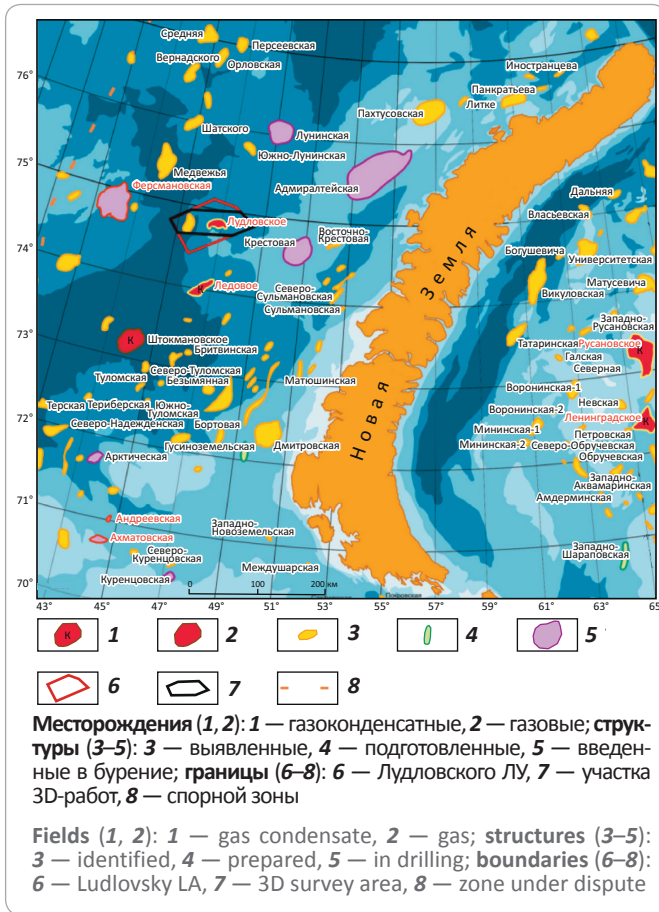 Средняя
Персеевская
Вернадского
Орловская
76°
Иностранцева
Панкратьева
Литке
Пахтусовская
Шатского
Лунинская
75°
Южно-Лунинская
Медвежья
Адмиралтейская
Ферсмановская
Дальняя
Власьевская
Лудловское
Восточно-
Крестовая
Крестовая
74°
Богушевича
Университетская
Земля
Ледовое
К
Северо-
Сульмановская
Сульмановская
Матусевича
Викуловская
Западно-
Русановская
73°
К
Штокмановское
Бритвинская
Татаринская
Русановское
К
Галская
Северная
Северо-Туломская
Туломская
Безымянная
Матюшинская
Воронинская-1
Невская
Терская
Териберская
Южно-
Туломская
Воронинская-2
Ленинградское
К
72°
Северо-Надежденская
Бортовая
Новая
Мининская-1
Петровская
Гусиноземельская
Дмитровская
Мининская-2
Северо-Обручевская
Арктическая
Обручевская
Западно-
Аквамаринская
71°
Амдерминская
Андреевская
Западно-
Новоземельская
Ахматовская
Северо-
Куренцовская
Западно-
Шараповская
Междушарская
Куренцовская
70°
0 100 200 км
43° 45° 47° 49° 51° 53° 55° 57° 59° 61° 63° 65
К 1 2 3 4 5
6 7 8
Месторождения (1, 2): 1 — газоконденсатные, 2 — газовые; струк-
туры (3–5): 3 — выявленные, 4 — подготовленные, 5 — введен-
ные в бурение; границы (6–8): 6 — Лудловского ЛУ, 7 — участка
3D-работ, 8 — спорной зоны
Fields (1, 2): 1 — gas condensate, 2 — gas; structures (3–5):
3 — identified, 4 — prepared, 5 — in drilling; boundaries (6–8):
6 — Ludlovsky LA, 7 — 3D survey area, 8 — zone under dispute